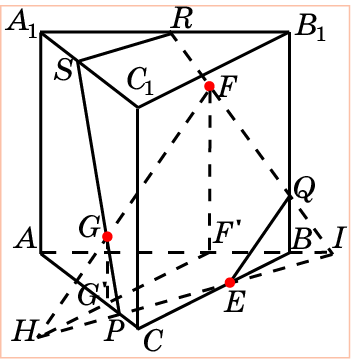 A₁ R B₁
S C₁ F
Q
G F'
A B I
G' E
H P C